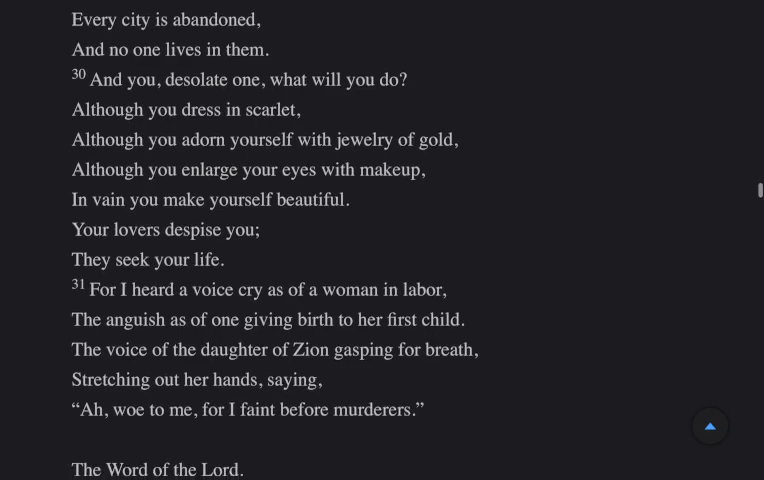 Every city is abandoned,
And no one lives in them.
30 And you, desolate one, what will you do?
Although you dress in scarlet,
Although you adorn yourself with jewelry of gold,
Although you enlarge your eyes with makeup,
In vain you make yourself beautiful.
Your lovers despise you;
They seek your life.
31 For I heard a voice cry as of a woman in labor,
The anguish as of one giving birth to her first child.
The voice of the daughter of Zion gasping for breath,
Stretching out her hands, saying,
“Ah, woe to me, for I faint before murderers.”
The Word of the Lord.